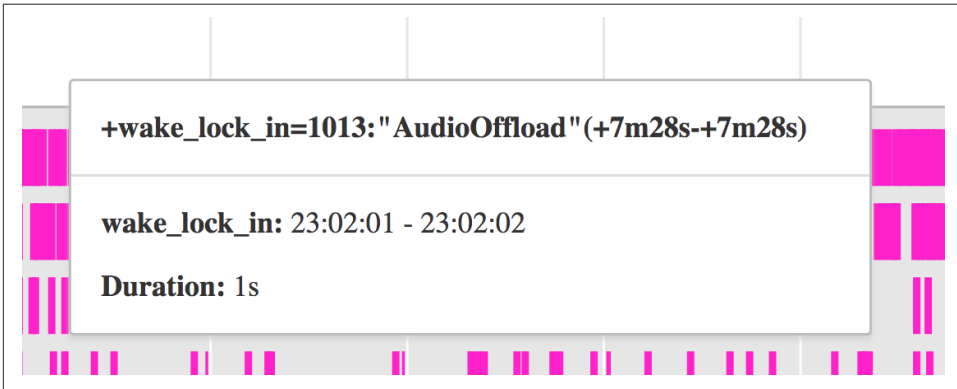 +wake_lock_in=1013:"AudioOffload"(+7m28s-+7m28s)
wake_lock_in: 23:02:01 - 23:02:02
Duration: 1s